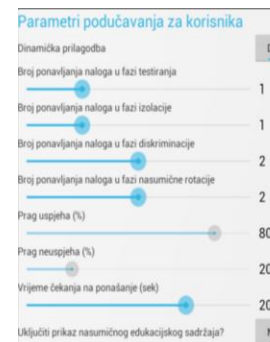 Parametri podučavanja za korisnika
Dinamička prilagodba
Broj ponavljanja naloga u fazi testiranja
1
Broj ponavljanja naloga u fazi izolacije
1
Broj ponavljanja naloga u fazi diskriminacije
2
Broj ponavljanja naloga u fazi nasumične rotacije
2
Prag uspjeha (%)
80
Prag neuspjeha (%)
20
Vrijeme čekanja na ponašanje (sek)
20
Uključiti prikaz nasumičnog edukacijskog sadržaja?